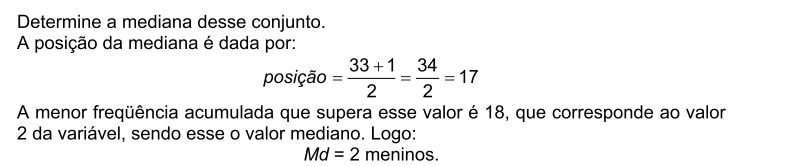 Determine a mediana desse conjunto.
A posição da mediana é dada por:
posição = (33 + 1)/2 = 34/2 = 17
A menor freqüência acumulada que supera esse valor é 18, que corresponde ao valor
2 da variável, sendo esse o valor mediano. Logo:
Md = 2 meninos.